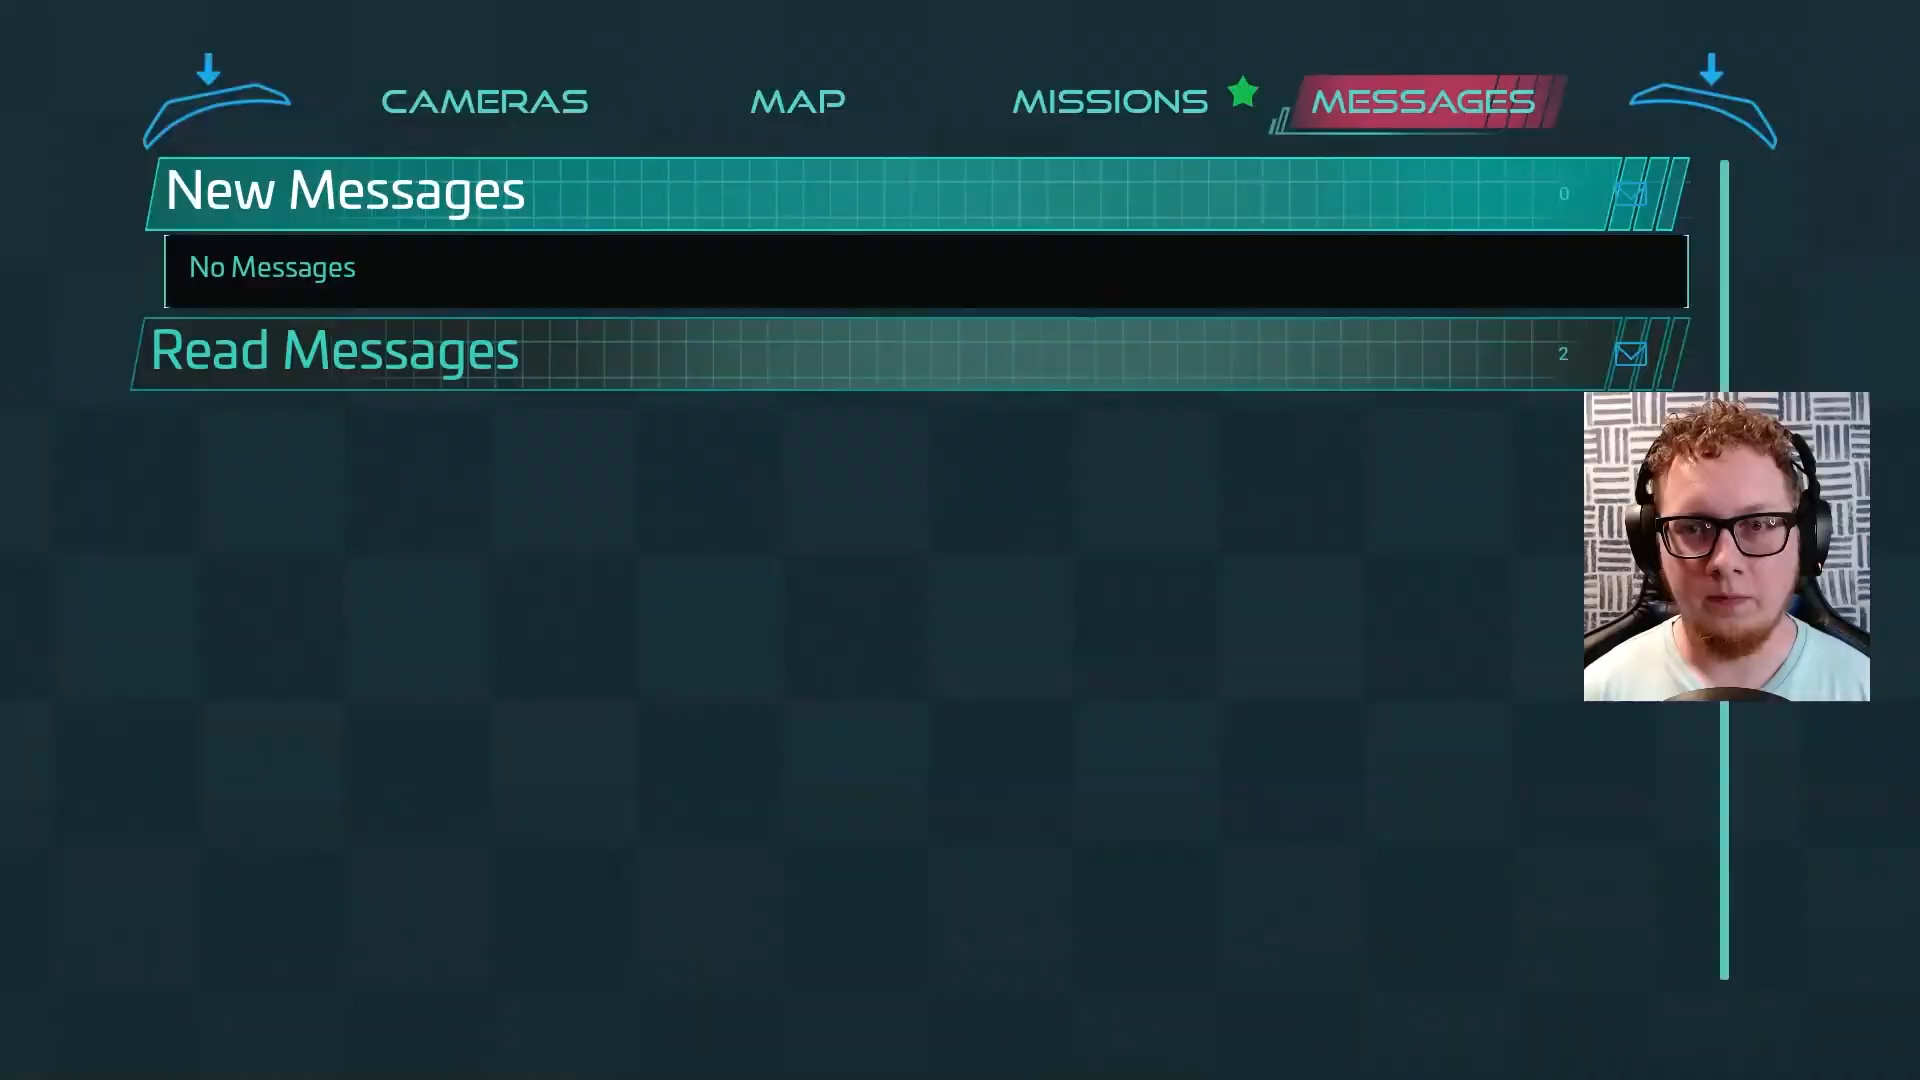 CAMERAS
MAP
MISSIONS
MESSAGES
New Messages
0
No Messages
Read Messages
2